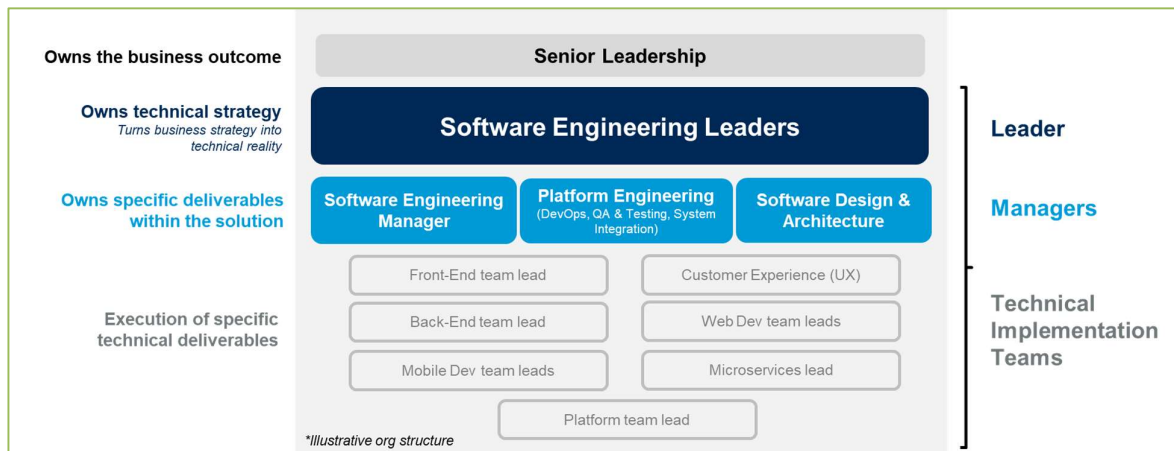 Owns the business outcome
Senior Leadership
Owns technical strategy
Turns business strategy into
technical reality
Software Engineering Leaders
Leader
Owns specific deliverables
within the solution
Software Engineering
Manager
Platform Engineering
(DevOps, QA & Testing, System
Integration)
Software Design &
Architecture
Managers
Execution of specific
technical deliverables
Front-End team lead
Customer Experience (UX)
Back-End team lead
Web Dev team leads
Mobile Dev team leads
Microservices lead
Platform team lead
Technical
Implementation
Teams
*Illustrative org structure